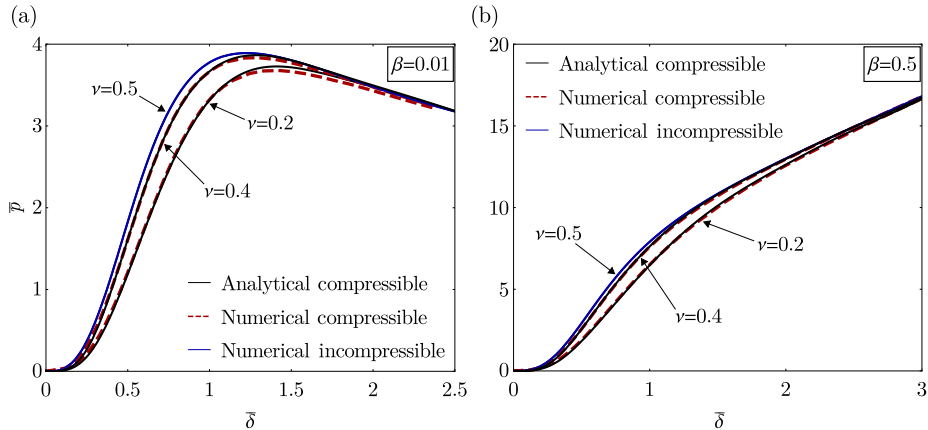 (a)
4
3
2
1
0
p̅
0
0.5
1
1.5
2
2.5
δ̅
β=0.01
ν=0.5
ν=0.2
ν=0.4
Analytical compressible
Numerical compressible
Numerical incompressible
(b)
20
15
10
5
0
0
1
2
3
δ̅
Analytical compressible
Numerical compressible
Numerical incompressible
β=0.5
ν=0.5
ν=0.2
ν=0.4